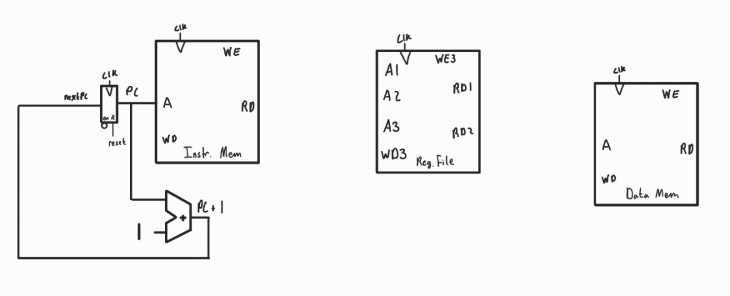 Clk
WE
Clk
nextPC
PC
A
RD
reset
WD
Instr. Mem
PC + 1
+
1
Clk
WE3
A1
RD1
A2
A3
RD2
WD3
Reg. File
Clk
WE
A
RD
WD
Data Mem